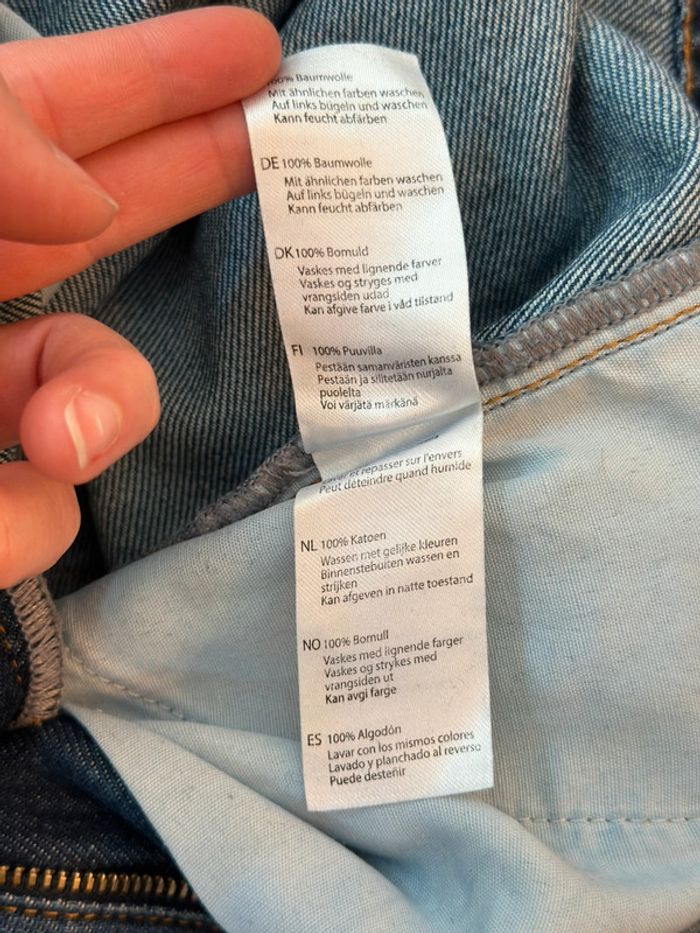 Baumwolle
Mit ähnlichen farben waschen
Auf links bügeln und waschen
Kann feucht abfärben
DE 100% Baumwolle
Mit ähnlichen farben waschen
Auf links bügeln und waschen
Kann feucht abfärben
DK 100% Bomuld
Vaskes med lignende farver
Vaskes og stryges med
vrangsiden udad
Kan afgive farve i våd tilstand
FI 100% Puuvilla
Pestään samanväristen kanssa
Pestään ja silitetään nurjalta
puolelta
Voi värjätä märkänä
et repasser sur l'envers
Peut déteindre quand humide
NL 100% Katoen
Wassen met gelijke kleuren
Binnenstebuiten wassen en
strijken
Kan afgeven in natte toestand
NO 100% Bomull
Vaskes med lignende farger
Vaskes og strykes med
vrangsiden ut
Kan avgi farge
ES 100% Algodón
Lavar con los mismos colores
Lavado y planchado al reverso
Puede desteñir